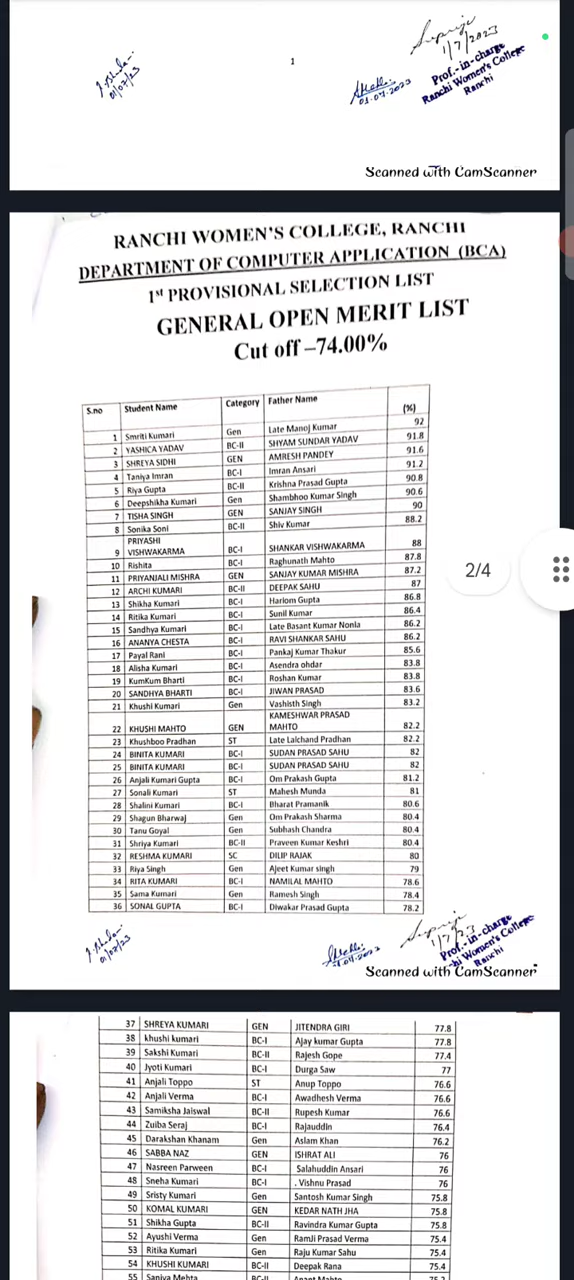 1
01/07/23
01.07.2023
1/7/2023
Prof.-in-charge
Ranchi Women's College
Ranchi
Scanned with CamScanner
RANCHI WOMEN'S COLLEGE, RANCHI
DEPARTMENT OF COMPUTER APPLICATION (BCA)
1st PROVISIONAL SELECTION LIST
GENERAL OPEN MERIT LIST
Cut off –74.00%
S.no Student Name Category Father Name (%)
1 Smriti Kumari Gen Late Manoj Kumar 92
2 YASHICA YADAV BC-II SHYAM SUNDAR YADAV 91.8
3 SHREYA SIDHI GEN AMRESH PANDEY 91.6
4 Taniya Imran BC-I Imran Ansari 91.2
5 Riya Gupta BC-II Krishna Prasad Gupta 90.8
6 Deepshikha Kumari Gen Shambhoo Kumar Singh 90.6
7 TISHA SINGH GEN SANJAY SINGH 90
8 Sonika Soni BC-II Shiv Kumar 88.2
PRIYASHI
9 VISHWAKARMA BC-I SHANKAR VISHWAKARMA 88
10 Rishita BC-I Raghunath Mahto 87.8
11 PRIYANJALI MISHRA GEN SANJAY KUMAR MISHRA 87.2
12 ARCHI KUMARI BC-II DEEPAK SAHU 87
13 Shikha Kumari BC-I Hariom Gupta 86.8
14 Ritika Kumari BC-I Sunil Kumar 86.4
15 Sandhya Kumari BC-I Late Basant Kumar Nonia 86.2
16 ANANYA CHESTA BC-I RAVI SHANKAR SAHU 86.2
17 Payal Rani BC-I Pankaj Kumar Thakur 85.6
18 Alisha Kumari BC-I Asendra ohdar 83.8
19 KumKum Bharti BC-I Roshan Kumar 83.8
20 SANDHYA BHARTI BC-I JIWAN PRASAD 83.6
21 Khushi Kumari Gen Vashisth Singh 83.2
KAMESHWAR PRASAD
22 KHUSHI MAHTO GEN MAHTO 82.2
23 Khushboo Pradhan ST Late Lalchand Pradhan 82.2
24 BINITA KUMARI BC-I SUDAN PRASAD SAHU 82
25 BINITA KUMARI BC-I SUDAN PRASAD SAHU 82
26 Anjali Kumari Gupta BC-I Om Prakash Gupta 81.2
27 Sonali Kumari ST Mahesh Munda 81
28 Shalini Kumari BC-I Bharat Pramanik 80.6
29 Shagun Bharwaj Gen Om Prakash Sharma 80.4
30 Tanu Goyal Gen Subhash Chandra 80.4
31 Shriya Kumari BC-II Praveen Kumar Keshri 80.4
32 RESHMA KUMARI SC DILIP RAJAK 80
33 Riya Singh Gen Ajeet Kumar singh 79
34 RITA KUMARI BC-I NAMILAL MAHTO 78.6
35 Sama Kumari Gen Ramesh Singh 78.4
36 SONAL GUPTA BC-I Diwakar Prasad Gupta 78.2
2/4
01/07/23
1/7/2023
Prof.-in-charge
Women's College
Ranchi
Scanned with CamScanner
37 SHREYA KUMARI GEN JITENDRA GIRI 77.8
38 khushi kumari BC-I Ajay kumar Gupta 77.8
39 Sakshi Kumari BC-II Rajesh Gope 77.4
40 Jyoti Kumari BC-I Durga Saw 77
41 Anjali Toppo ST Anup Toppo 76.6
42 Anjali Verma BC-I Awadhesh Verma 76.6
43 Samiksha Jaiswal BC-II Rupesh Kumar 76.6
44 Zuiba Seraj BC-I Rajauddin 76.4
45 Darakshan Khanam Gen Aslam Khan 76.2
46 SABBA NAZ GEN ISHRAT ALI 76
47 Nasreen Parween BC-I Salahuddin Ansari 76
48 Sneha Kumari BC-I . Vishnu Prasad 76
49 Sristy Kumari Gen Santosh Kumar Singh 75.8
50 KOMAL KUMARI GEN KEDAR NATH JHA 75.8
51 Shikha Gupta BC-II Ravindra Kumar Gupta 75.8
52 Ayushi Verma Gen Ramji Prasad Verma 75.4
53 Ritika Kumari Gen Raju Kumar Sahu 75.4
54 KHUSHI KUMARI BC-II Deepak Rana 75.4
55 Saniya Mehta